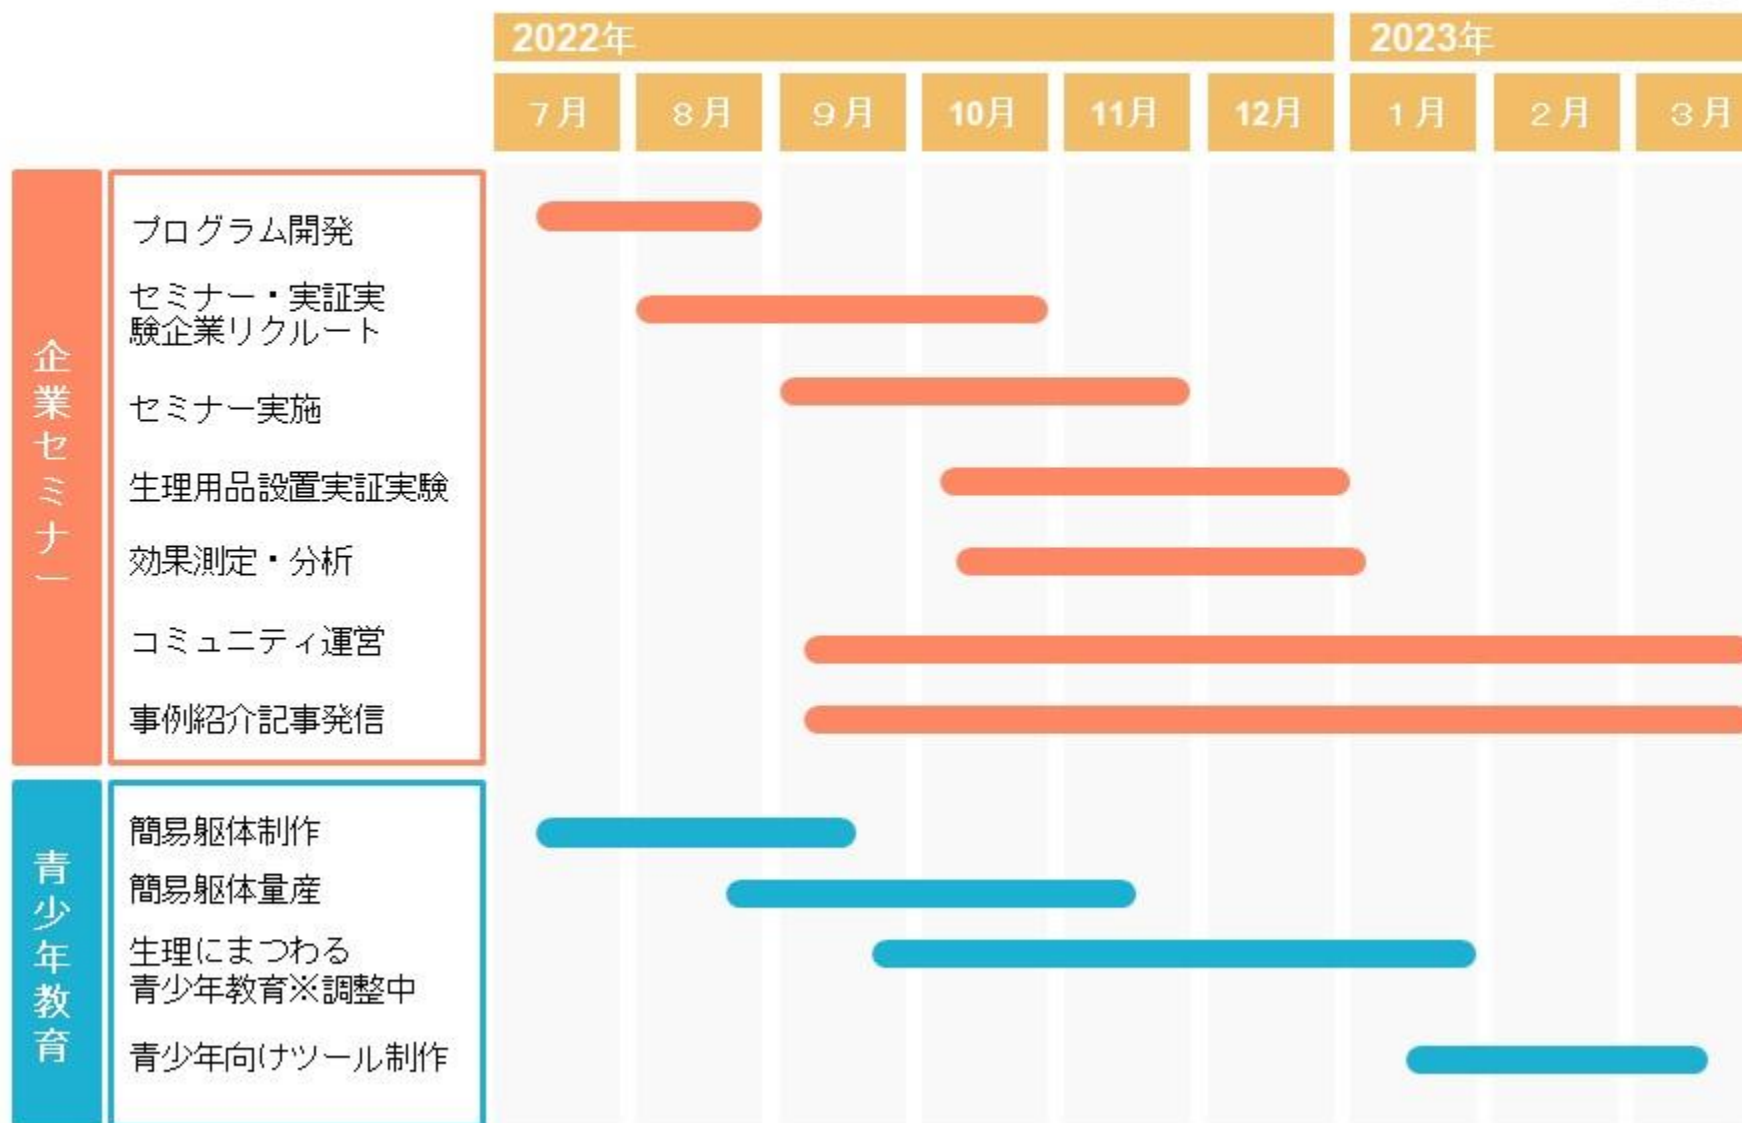 2022年
2023年
7月
8月
9月
10月
11月
12月
1月
2月
3月
企業セミナー
プログラム開発
セミナー・実証実
験企業リクルート
セミナー実施
生理用品設置実証実験
効果測定・分析
コミュニティ運営
事例紹介記事発信
青少年教育
簡易躯体制作
簡易躯体量産
生理にまつわる
青少年教育※調整中
青少年向けツール制作